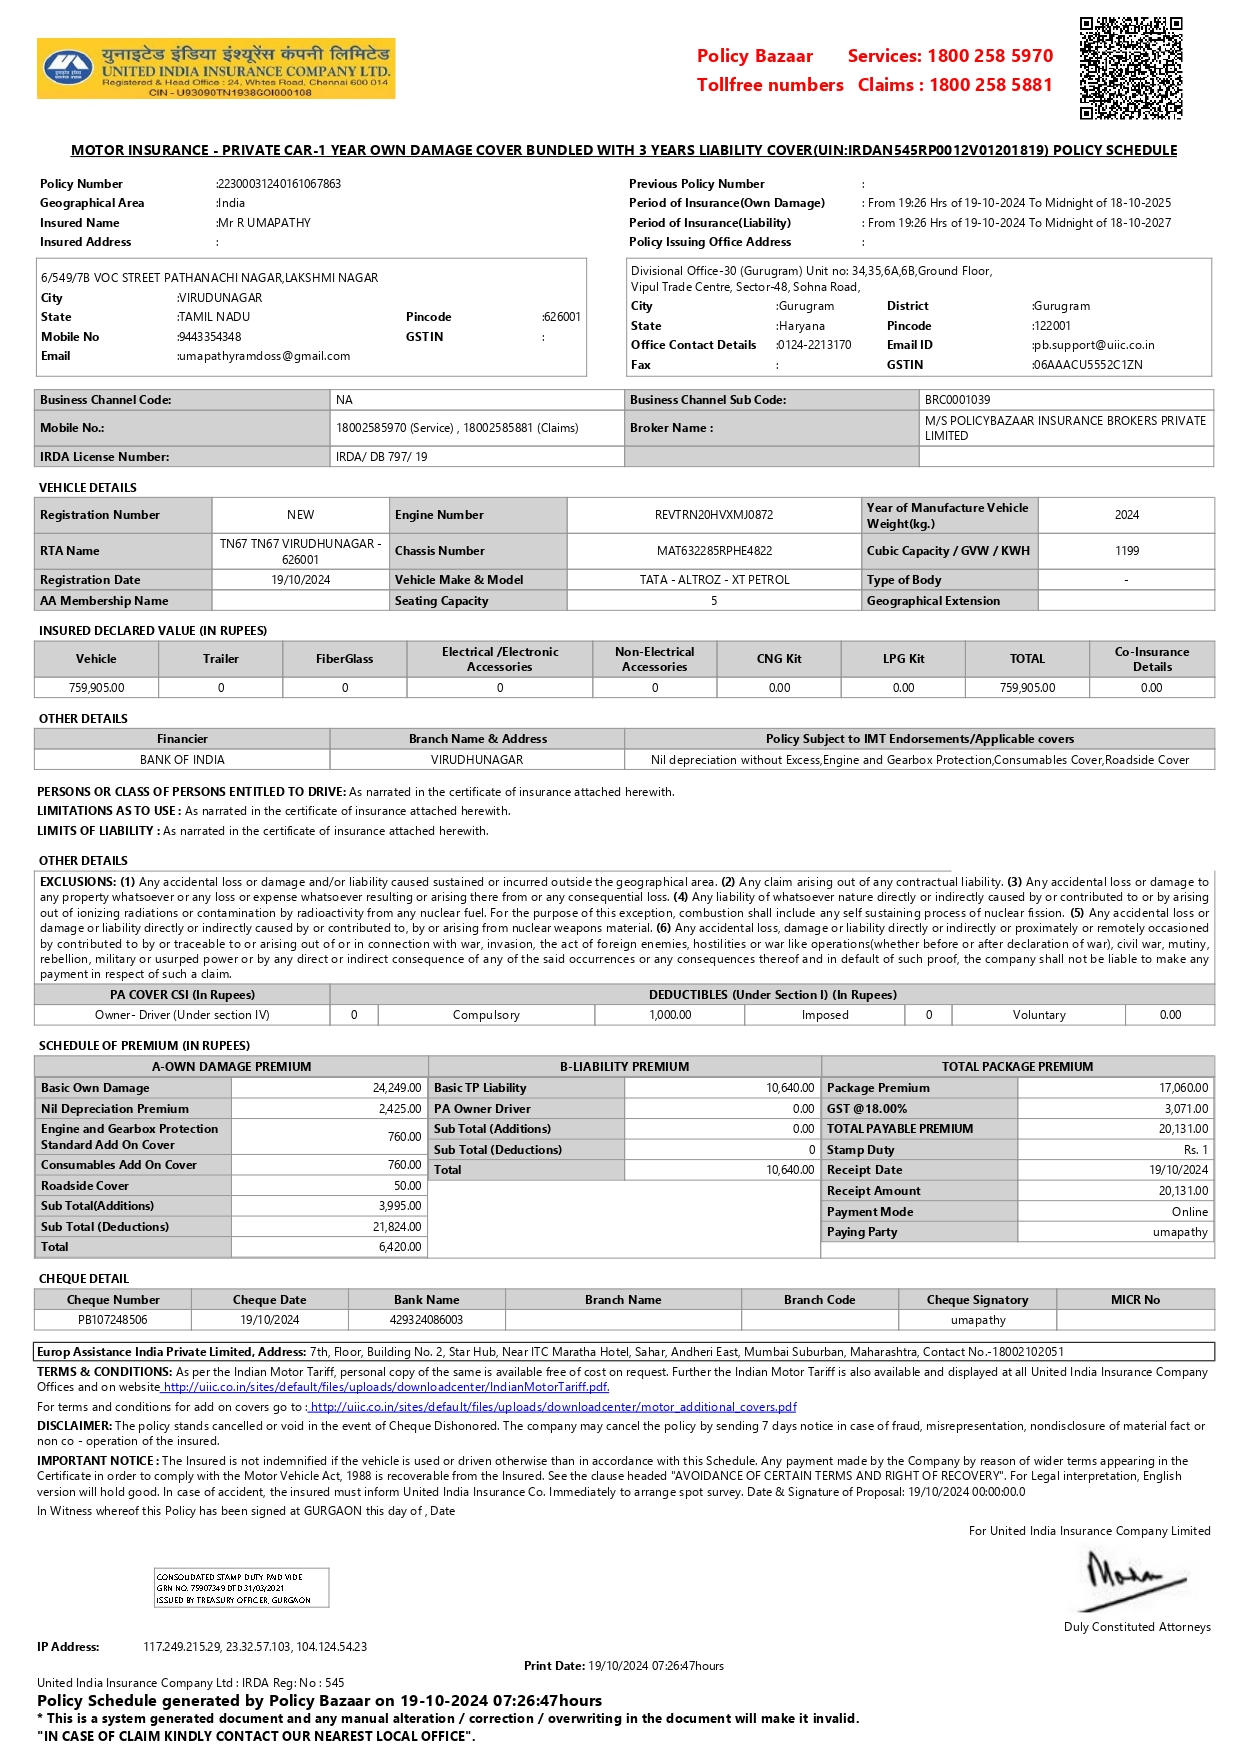 युनाइटेड इंडिया इंश्यूरेंस कंपनी लिमिटेड
UNITED INDIA INSURANCE COMPANY LTD.
Registered & Head Office : 24, Whites Road, Chennai 600 014
CIN - U93090TN1938GOI000108
Policy Bazaar Services: 1800 258 5970
Tollfree numbers Claims : 1800 258 5881
MOTOR INSURANCE - PRIVATE CAR-1 YEAR OWN DAMAGE COVER BUNDLED WITH 3 YEARS LIABILITY COVER(UIN:IRDAN545RP0012V01201819) POLICY SCHEDULE
Policy Number :22300031240161067863
Geographical Area :India
Insured Name :Mr R UMAPATHY
Insured Address :
Previous Policy Number :
Period of Insurance(Own Damage) : From 19:26 Hrs of 19-10-2024 To Midnight of 18-10-2025
Period of Insurance(Liability) : From 19:26 Hrs of 19-10-2024 To Midnight of 18-10-2027
Policy Issuing Office Address :
6/549/7B VOC STREET PATHANACHI NAGAR,LAKSHMI NAGAR
City :VIRUDUNAGAR
State :TAMIL NADU Pincode :626001
Mobile No :9443354348 GSTIN :
Email :umapathyramdoss@gmail.com
Divisional Office-30 (Gurugram) Unit no: 34,35,6A,6B,Ground Floor,
Vipul Trade Centre, Sector-48, Sohna Road,
City :Gurugram District :Gurugram
State :Haryana Pincode :122001
Office Contact Details :0124-2213170 Email ID :pb.support@uiic.co.in
Fax : GSTIN :06AAACU5552C1ZN
Business Channel Code: NA Business Channel Sub Code: BRC0001039
Mobile No.: 18002585970 (Service) , 18002585881 (Claims) Broker Name : M/S POLICYBAZAAR INSURANCE BROKERS PRIVATE
LIMITED
IRDA License Number: IRDA/ DB 797/ 19
VEHICLE DETAILS
Registration Number NEW Engine Number REVTRN20HVXMJ0872 Year of Manufacture Vehicle
Weight(kg.) 2024
RTA Name TN67 TN67 VIRUDHUNAGAR -
626001 Chassis Number MAT632285RPHE4822 Cubic Capacity / GVW / KWH 1199
Registration Date 19/10/2024 Vehicle Make & Model TATA - ALTROZ - XT PETROL Type of Body -
AA Membership Name Seating Capacity 5 Geographical Extension
INSURED DECLARED VALUE (IN RUPEES)
Vehicle Trailer FiberGlass Electrical /Electronic
Accessories Non-Electrical
Accessories CNG Kit LPG Kit TOTAL Co-Insurance
Details
759,905.00 0 0 0 0 0.00 0.00 759,905.00 0.00
OTHER DETAILS
Financier Branch Name & Address Policy Subject to IMT Endorsements/Applicable covers
BANK OF INDIA VIRUDHUNAGAR Nil depreciation without Excess,Engine and Gearbox Protection,Consumables Cover,Roadside Cover
PERSONS OR CLASS OF PERSONS ENTITLED TO DRIVE: As narrated in the certificate of insurance attached herewith.
LIMITATIONS AS TO USE : As narrated in the certificate of insurance attached herewith.
LIMITS OF LIABILITY : As narrated in the certificate of insurance attached herewith.
OTHER DETAILS
EXCLUSIONS: (1) Any accidental loss or damage and/or liability caused sustained or incurred outside the geographical area. (2) Any claim arising out of any contractual liability. (3) Any accidental loss or damage to
any property whatsoever or any loss or expense whatsoever resulting or arising there from or any consequential loss. (4) Any liability of whatsoever nature directly or indirectly caused by or contributed to or by arising
out of ionizing radiations or contamination by radioactivity from any nuclear fuel. For the purpose of this exception, combustion shall include any self sustaining process of nuclear fission. (5) Any accidental loss or
damage or liability directly or indirectly caused by or contributed to, by or arising from nuclear weapons material. (6) Any accidental loss, damage or liability directly or indirectly or proximately or remotely occasioned
by contributed to by or traceable to or arising out of or in connection with war, invasion, the act of foreign enemies, hostilities or war like operations(whether before or after declaration of war), civil war, mutiny,
rebellion, military or usurped power or by any direct or indirect consequence of any of the said occurrences or any consequences thereof and in default of such proof, the company shall not be liable to make any
payment in respect of such a claim.
PA COVER CSI (In Rupees) DEDUCTIBLES (Under Section I) (In Rupees)
Owner- Driver (Under section IV) 0 Compulsory 1,000.00 Imposed 0 Voluntary 0.00
SCHEDULE OF PREMIUM (IN RUPEES)
A-OWN DAMAGE PREMIUM B-LIABILITY PREMIUM TOTAL PACKAGE PREMIUM
Basic Own Damage 24,249.00 Basic TP Liability 10,640.00 Package Premium 17,060.00
Nil Depreciation Premium 2,425.00 PA Owner Driver 0.00 GST @18.00% 3,071.00
Engine and Gearbox Protection
Standard Add On Cover 760.00 Sub Total (Additions) 0.00 TOTAL PAYABLE PREMIUM 20,131.00
Sub Total (Deductions) 0 Stamp Duty Rs. 1
Consumables Add On Cover 760.00 Total 10,640.00 Receipt Date 19/10/2024
Roadside Cover 50.00 Receipt Amount 20,131.00
Sub Total(Additions) 3,995.00 Payment Mode Online
Sub Total (Deductions) 21,824.00 Paying Party umapathy
Total 6,420.00
CHEQUE DETAIL
Cheque Number Cheque Date Bank Name Branch Name Branch Code Cheque Signatory MICR No
PB107248506 19/10/2024 429324086003 umapathy
Europ Assistance India Private Limited, Address: 7th, Floor, Building No. 2, Star Hub, Near ITC Maratha Hotel, Sahar, Andheri East, Mumbai Suburban, Maharashtra, Contact No.-18002102051
TERMS & CONDITIONS: As per the Indian Motor Tariff, personal copy of the same is available free of cost on request. Further the Indian Motor Tariff is also available and displayed at all United India Insurance Company
Offices and on website http://uiic.co.in/sites/default/files/uploads/downloadcenter/IndianMotorTariff.pdf.
For terms and conditions for add on covers go to : http://uiic.co.in/sites/default/files/uploads/downloadcenter/motor_additional_covers.pdf
DISCLAIMER: The policy stands cancelled or void in the event of Cheque Dishonored. The company may cancel the policy by sending 7 days notice in case of fraud, misrepresentation, nondisclosure of material fact or
non co - operation of the insured.
IMPORTANT NOTICE : The Insured is not indemnified if the vehicle is used or driven otherwise than in accordance with this Schedule. Any payment made by the Company by reason of wider terms appearing in the
Certificate in order to comply with the Motor Vehicle Act, 1988 is recoverable from the Insured. See the clause headed "AVOIDANCE OF CERTAIN TERMS AND RIGHT OF RECOVERY". For Legal interpretation, English
version will hold good. In case of accident, the insured must inform United India Insurance Co. Immediately to arrange spot survey. Date & Signature of Proposal: 19/10/2024 00:00:00.0
In Witness whereof this Policy has been signed at GURGAON this day of , Date
For United India Insurance Company Limited
CONSOLIDATED STAMP DUTY PAID VIDE
GRN NO. 75907349 DTD 31/03/2021
ISSUED BY TREASURY OFFICER, GURGAON
Duly Constituted Attorneys
IP Address: 117.249.215.29, 23.32.57.103, 104.124.54.23
Print Date: 19/10/2024 07:26:47hours
United India Insurance Company Ltd : IRDA Reg: No : 545
Policy Schedule generated by Policy Bazaar on 19-10-2024 07:26:47hours
* This is a system generated document and any manual alteration / correction / overwriting in the document will make it invalid.
"IN CASE OF CLAIM KINDLY CONTACT OUR NEAREST LOCAL OFFICE".